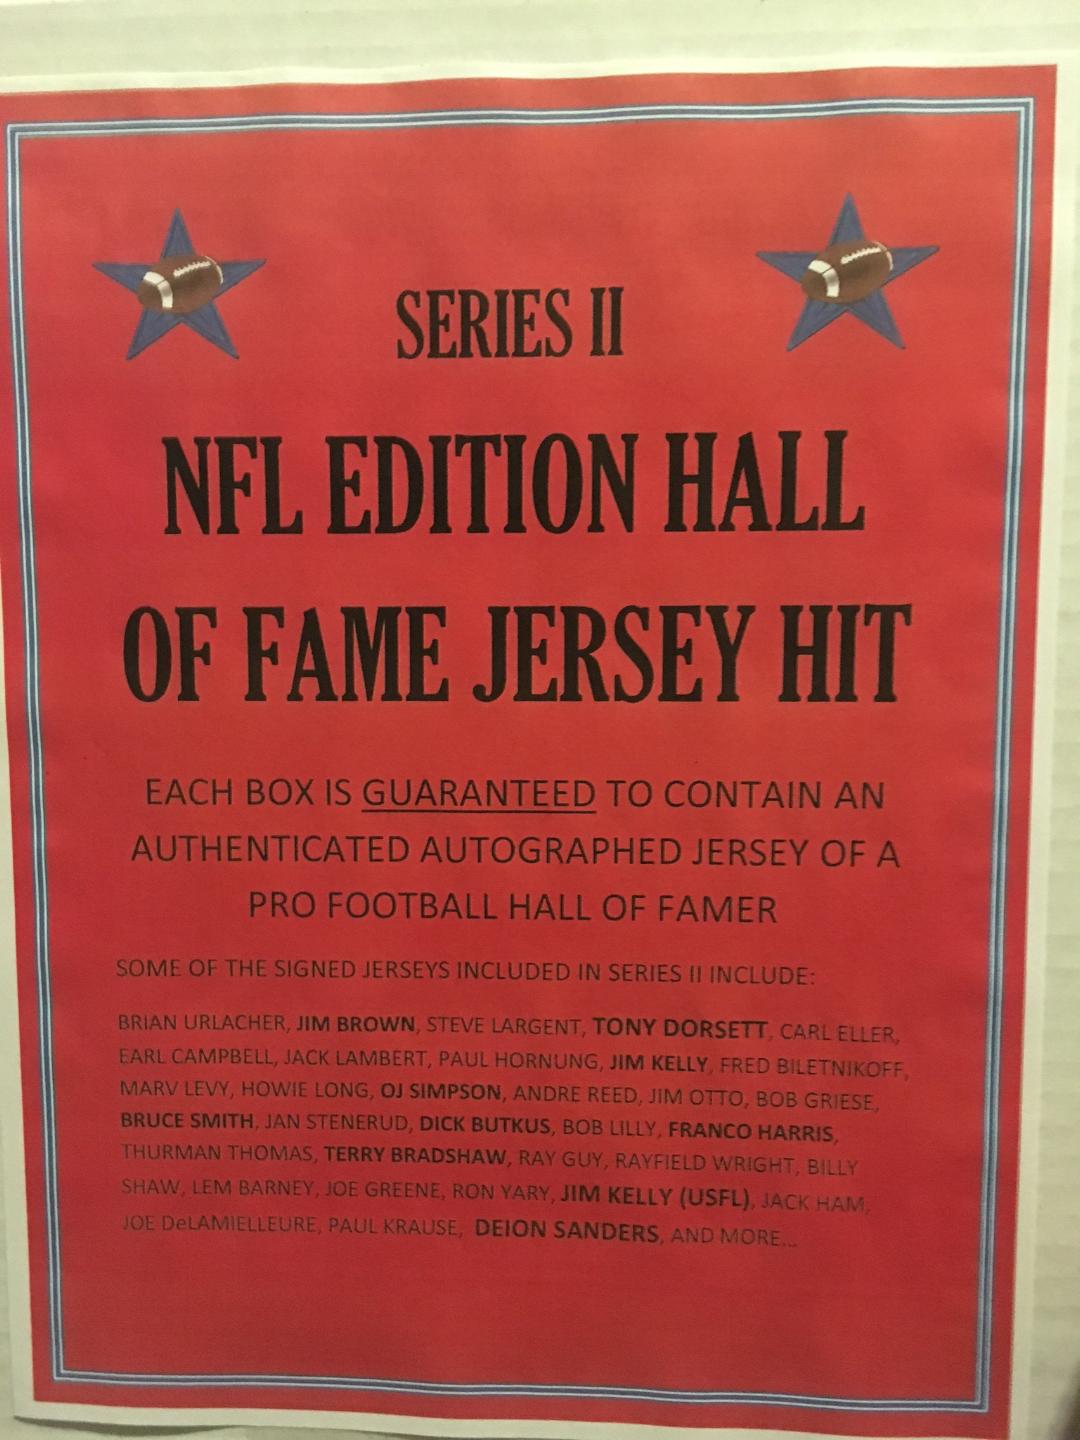 SERIES II
NFL EDITION HALL
OF FAME JERSEY HIT
EACH BOX IS GUARANTEED TO CONTAIN AN
AUTHENTICATED AUTOGRAPHED JERSEY OF A
PRO FOOTBALL HALL OF FAMER
SOME OF THE SIGNED JERSEYS INCLUDED IN SERIES II INCLUDE:
BRIAN URLACHER, JIM BROWN, STEVE LARGENT, TONY DORSETT, CARL ELLER,
EARL CAMPBELL, JACK LAMBERT, PAUL HORNUNG, JIM KELLY, FRED BILETNIKOFF,
MARV LEVY, HOWIE LONG, OJ SIMPSON, ANDRE REED, JIM OTTO, BOB GRIESE,
BRUCE SMITH, JAN STENERUD, DICK BUTKUS, BOB LILLY, FRANCO HARRIS,
THURMAN THOMAS, TERRY BRADSHAW, RAY GUY, RAYFIELD WRIGHT, BILLY
SHAW, LEM BARNEY, JOE GREENE, RON YARY, JIM KELLY (USFL), JACK HAM,
JOE DeLAMIELLEURE, PAUL KRAUSE, DEION SANDERS, AND MORE...